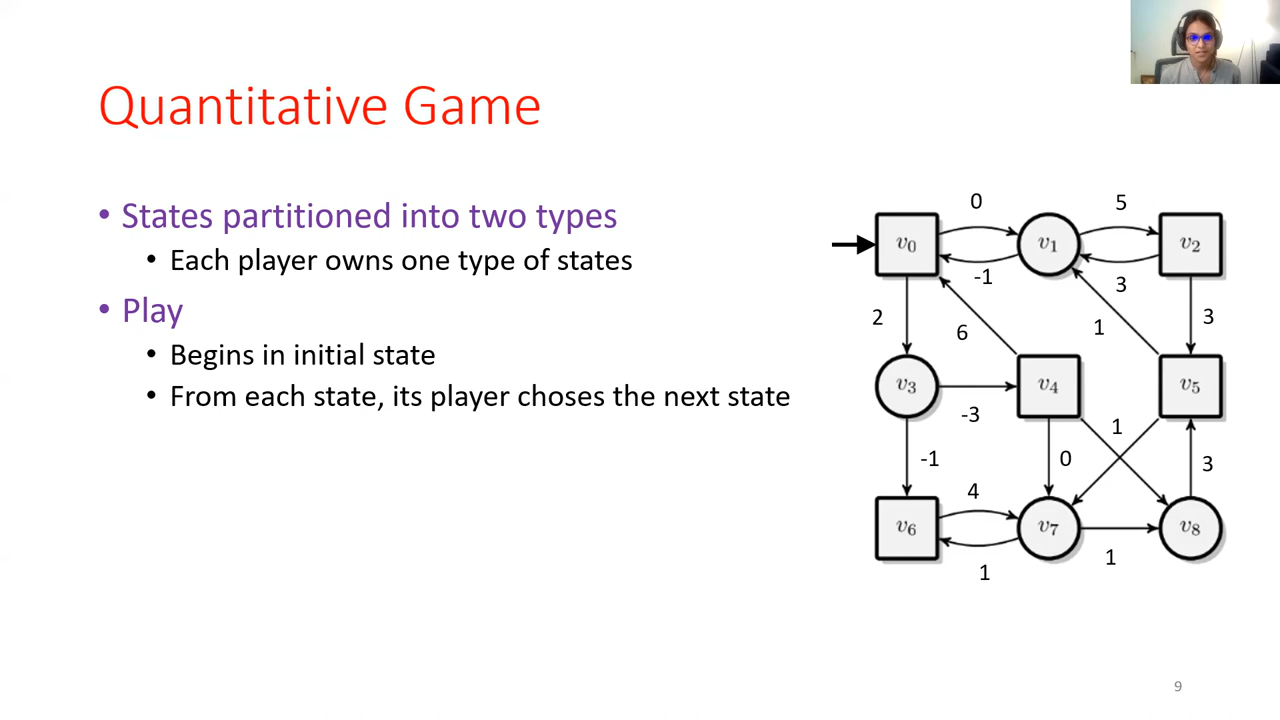 Quantitative Game
• States partitioned into two types
• Each player owns one type of states
• Play
• Begins in initial state
• From each state, its player choses the next state
0
5
v0
v1
v2
-1
3
2
6
1
3
v3
v4
v5
-3
1
-1
0
3
4
v6
v7
v8
1
1
9